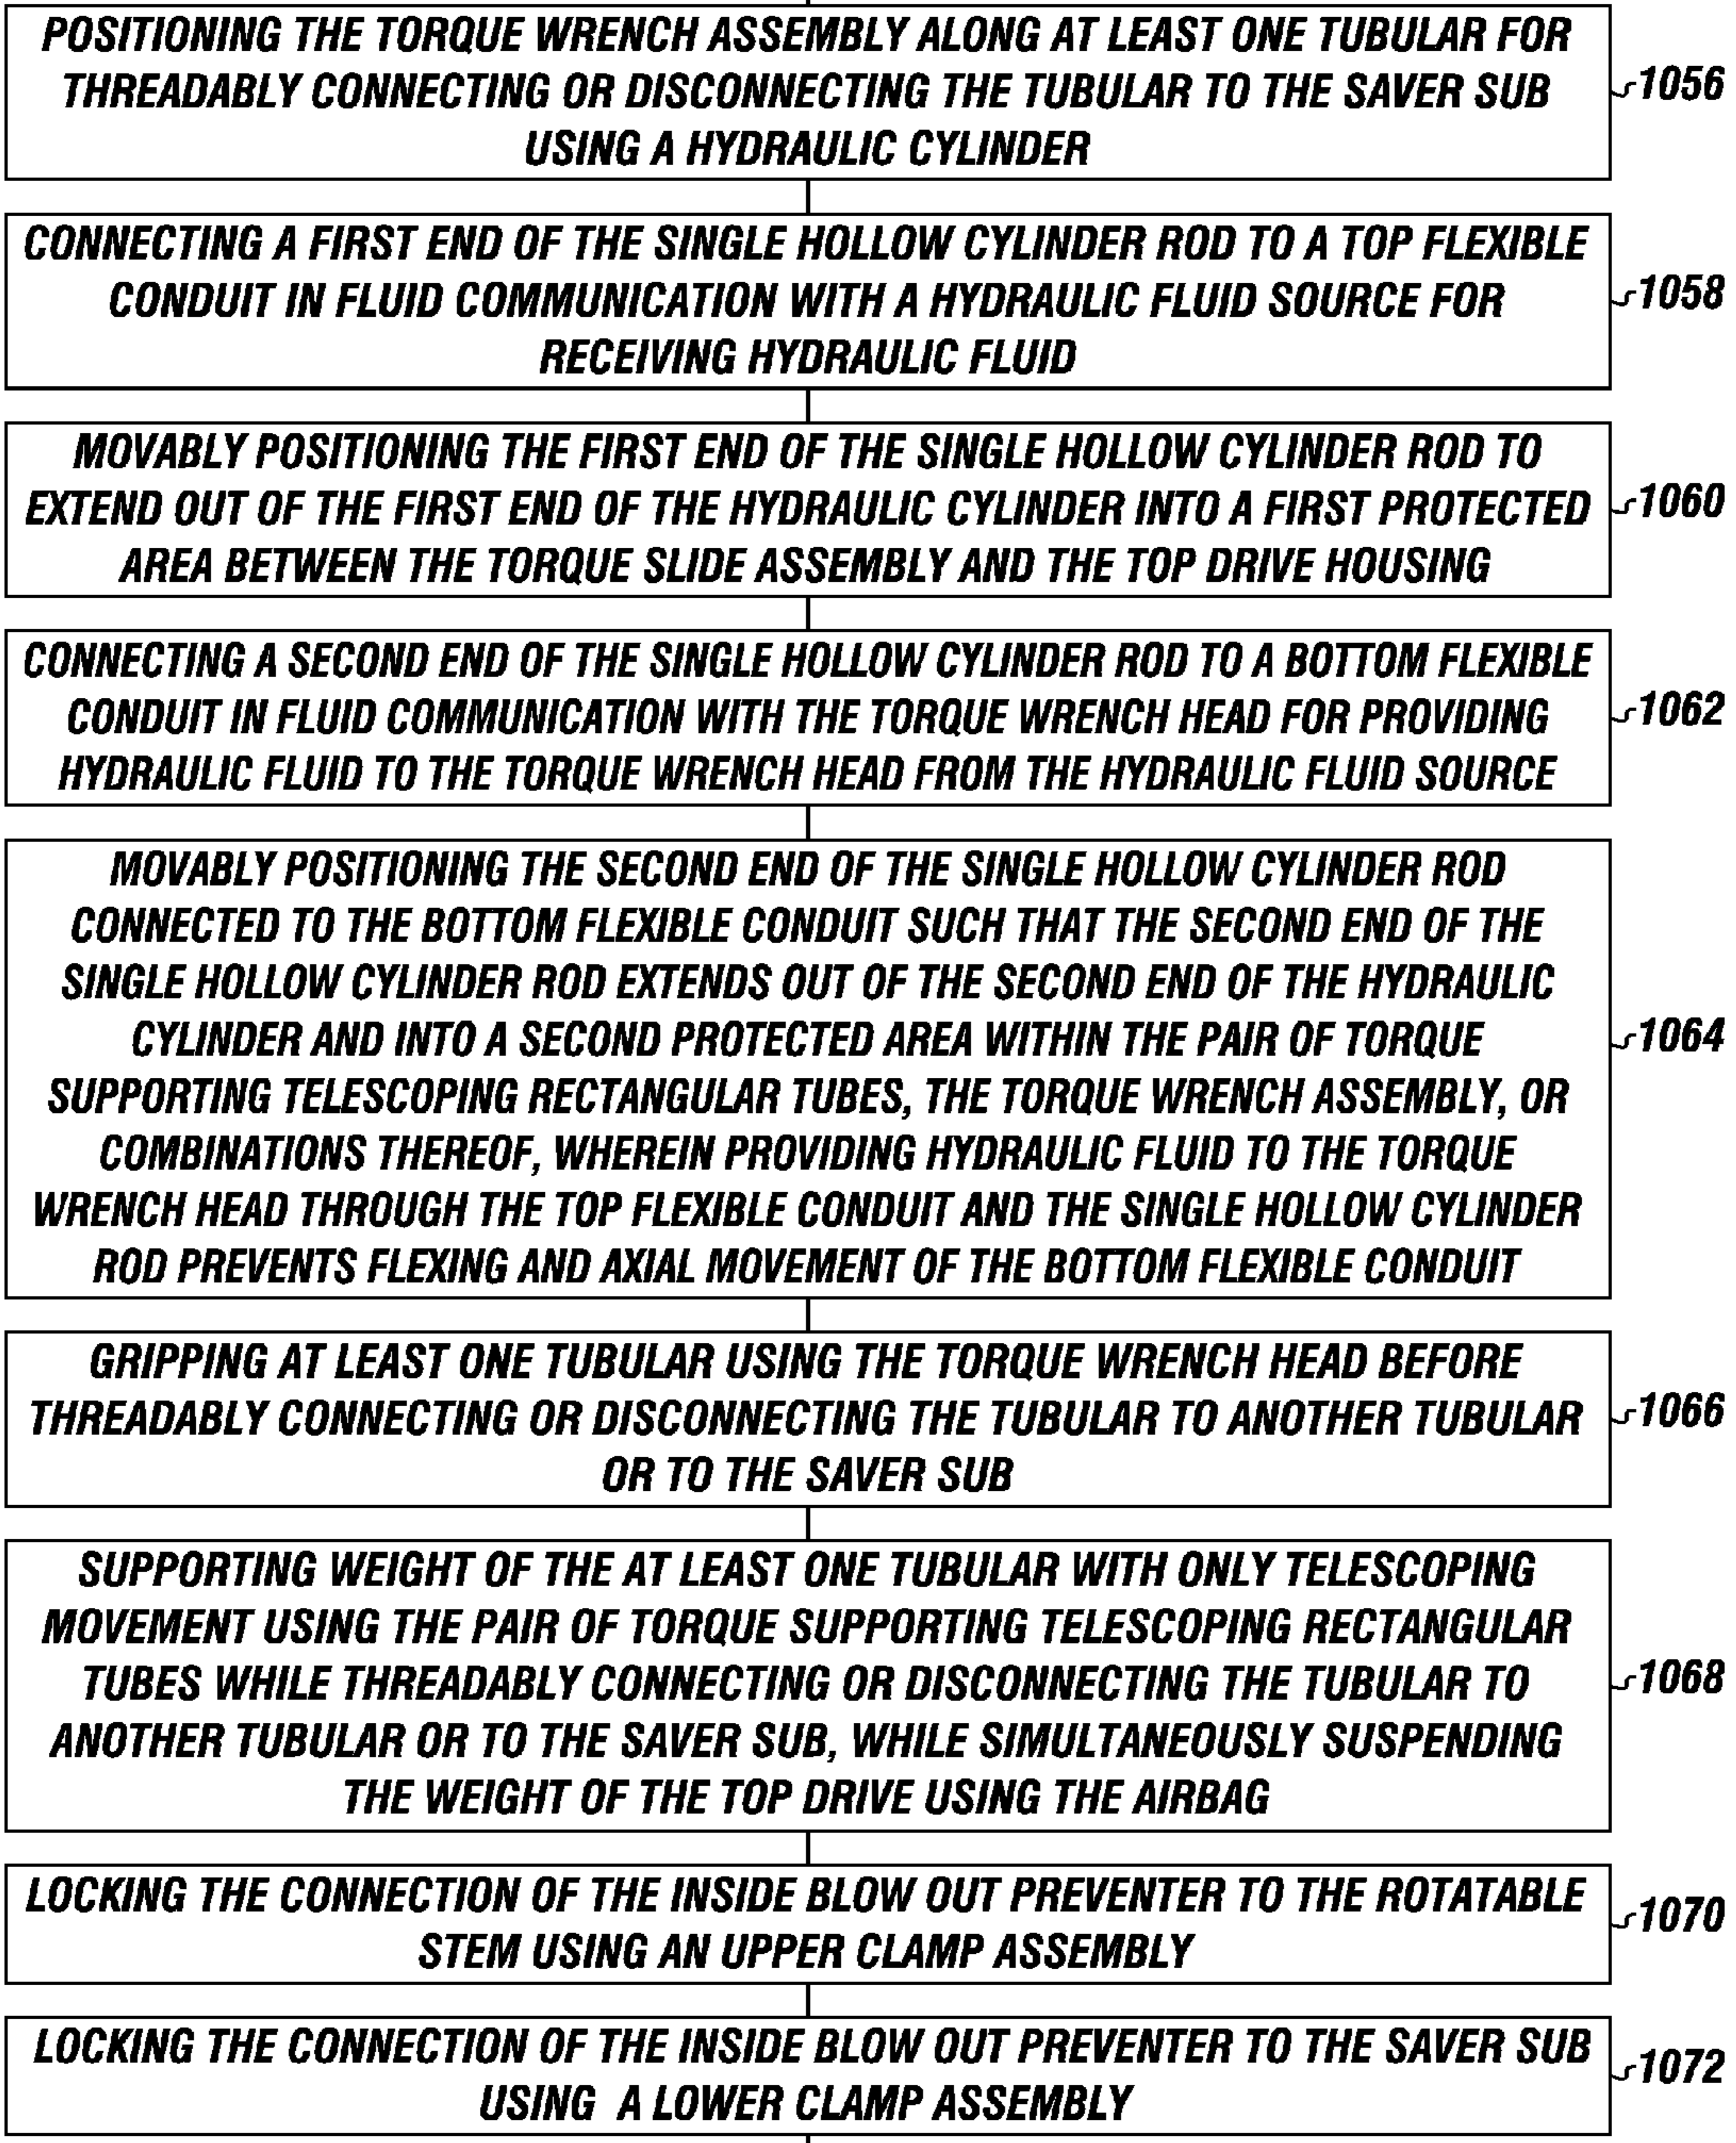 POSITIONING THE TORQUE WRENCH ASSEMBLY ALONG AT LEAST ONE TUBULAR FOR
THREADABLY CONNECTING OR DISCONNECTING THE TUBULAR TO THE SAVER SUB
USING A HYDRAULIC CYLINDER
1056
CONNECTING A FIRST END OF THE SINGLE HOLLOW CYLINDER ROD TO A TOP FLEXIBLE
CONDUIT IN FLUID COMMUNICATION WITH A HYDRAULIC FLUID SOURCE FOR
RECEIVING HYDRAULIC FLUID
1058
MOVABLY POSITIONING THE FIRST END OF THE SINGLE HOLLOW CYLINDER ROD TO
EXTEND OUT OF THE FIRST END OF THE HYDRAULIC CYLINDER INTO A FIRST PROTECTED
AREA BETWEEN THE TORQUE SLIDE ASSEMBLY AND THE TOP DRIVE HOUSING
1060
CONNECTING A SECOND END OF THE SINGLE HOLLOW CYLINDER ROD TO A BOTTOM FLEXIBLE
CONDUIT IN FLUID COMMUNICATION WITH THE TORQUE WRENCH HEAD FOR PROVIDING
HYDRAULIC FLUID TO THE TORQUE WRENCH HEAD FROM THE HYDRAULIC FLUID SOURCE
1062
MOVABLY POSITIONING THE SECOND END OF THE SINGLE HOLLOW CYLINDER ROD
CONNECTED TO THE BOTTOM FLEXIBLE CONDUIT SUCH THAT THE SECOND END OF THE
SINGLE HOLLOW CYLINDER ROD EXTENDS OUT OF THE SECOND END OF THE HYDRAULIC
CYLINDER AND INTO A SECOND PROTECTED AREA WITHIN THE PAIR OF TORQUE
SUPPORTING TELESCOPING RECTANGULAR TUBES, THE TORQUE WRENCH ASSEMBLY, OR
COMBINATIONS THEREOF, WHEREIN PROVIDING HYDRAULIC FLUID TO THE TORQUE
WRENCH HEAD THROUGH THE TOP FLEXIBLE CONDUIT AND THE SINGLE HOLLOW CYLINDER
ROD PREVENTS FLEXING AND AXIAL MOVEMENT OF THE BOTTOM FLEXIBLE CONDUIT
1064
GRIPPING AT LEAST ONE TUBULAR USING THE TORQUE WRENCH HEAD BEFORE
THREADABLY CONNECTING OR DISCONNECTING THE TUBULAR TO ANOTHER TUBULAR
OR TO THE SAVER SUB
1066
SUPPORTING WEIGHT OF THE AT LEAST ONE TUBULAR WITH ONLY TELESCOPING
MOVEMENT USING THE PAIR OF TORQUE SUPPORTING TELESCOPING RECTANGULAR
TUBES WHILE THREADABLY CONNECTING OR DISCONNECTING THE TUBULAR TO
ANOTHER TUBULAR OR TO THE SAVER SUB, WHILE SIMULTANEOUSLY SUSPENDING
THE WEIGHT OF THE TOP DRIVE USING THE AIRBAG
1068
LOCKING THE CONNECTION OF THE INSIDE BLOW OUT PREVENTER TO THE ROTATABLE
STEM USING AN UPPER CLAMP ASSEMBLY
1070
LOCKING THE CONNECTION OF THE INSIDE BLOW OUT PREVENTER TO THE SAVER SUB
USING A LOWER CLAMP ASSEMBLY
1072